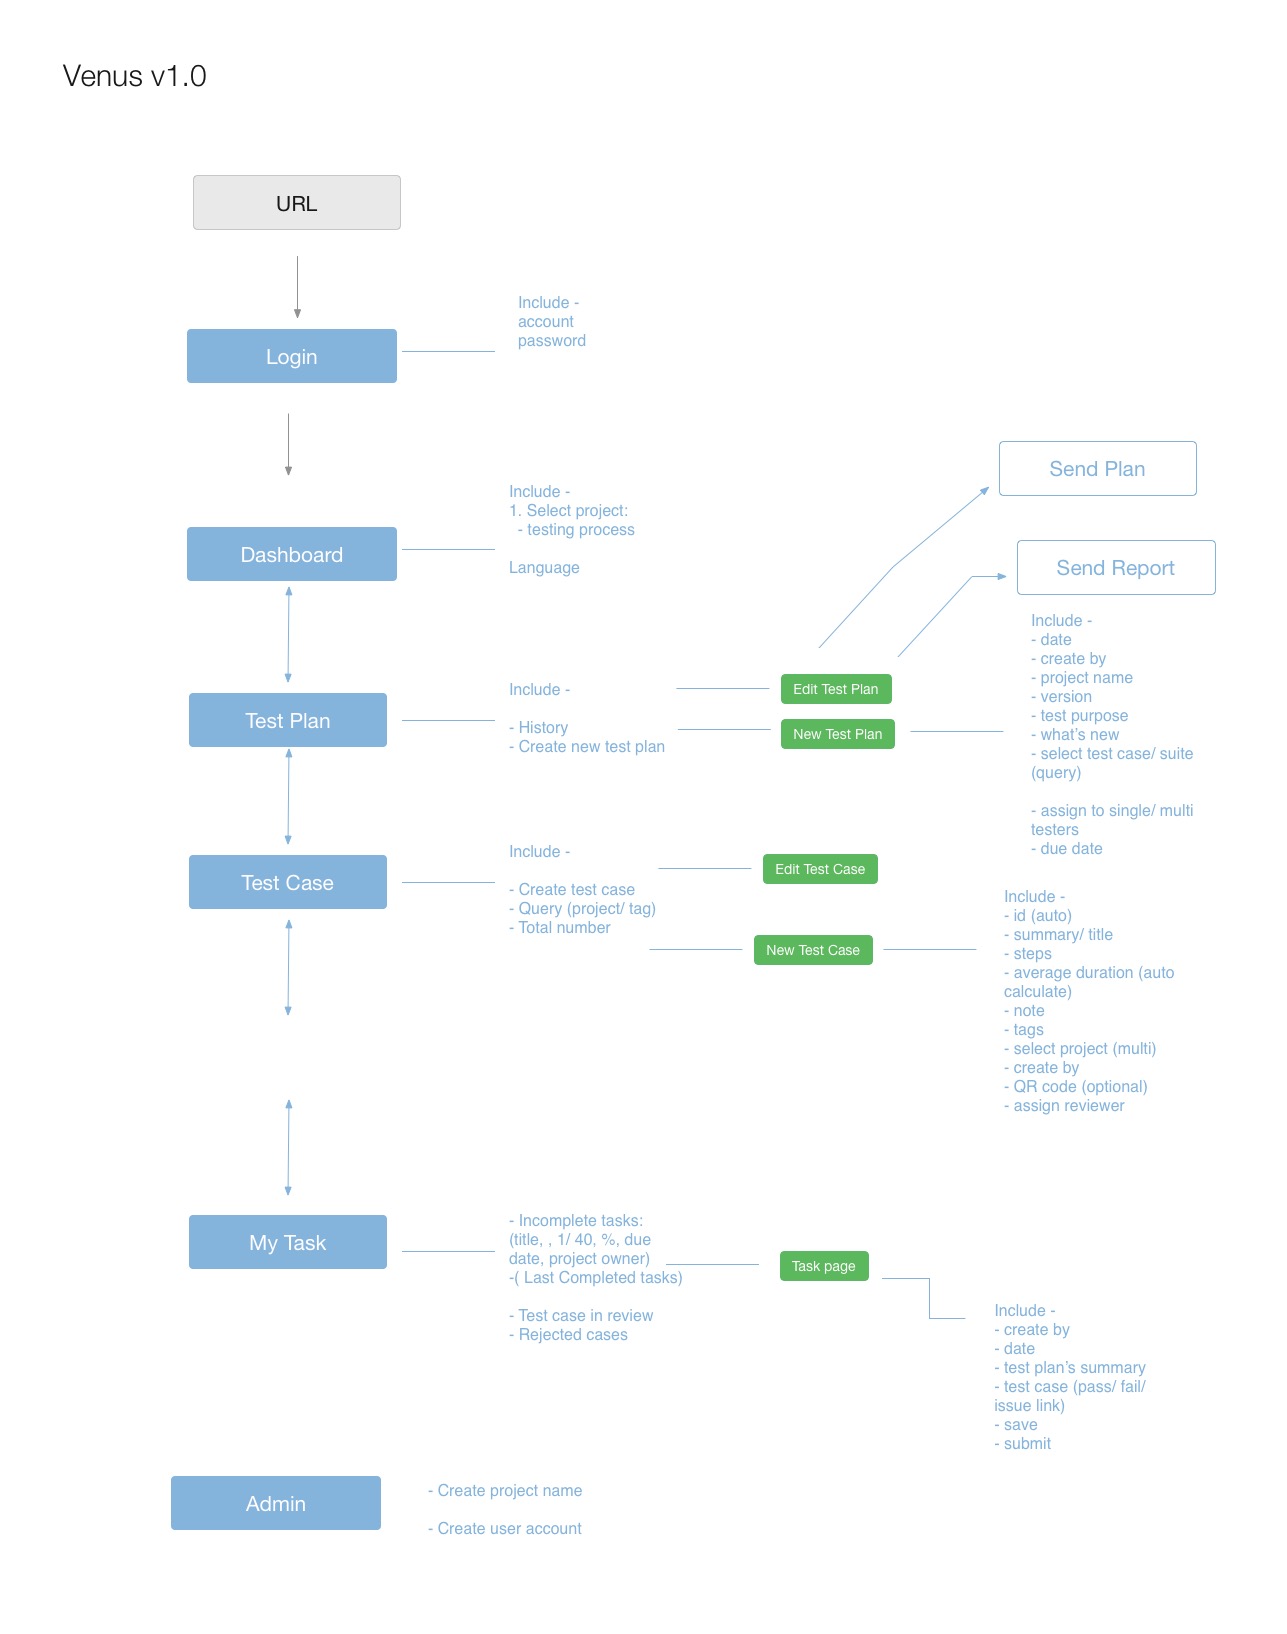 Venus v1.0
URL
Include -
account
password
Login
Send Plan
Include -
1. Select project:
- testing process
Language
Dashboard
Send Report
Include -
- date
- create by
- project name
- version
- test purpose
- what's new
- select test case/ suite
(query)
- assign to single/ multi
testers
- due date
Test Plan
Include -
- History
- Create new test plan
Edit Test Plan
New Test Plan
Test Case
Include -
- Create test case
- Query (project/ tag)
- Total number
Edit Test Case
New Test Case
Include -
- id (auto)
- summary/ title
- steps
- average duration (auto
calculate)
- note
- tags
- select project (multi)
- create by
- QR code (optional)
- assign reviewer
My Task
- Incomplete tasks:
(title, , 1/ 40, %, due
date, project owner)
-( Last Completed tasks)
- Test case in review
- Rejected cases
Task page
Include -
- create by
- date
- test plan's summary
- test case (pass/ fail/
issue link)
- save
- submit
Admin
- Create project name
- Create user account